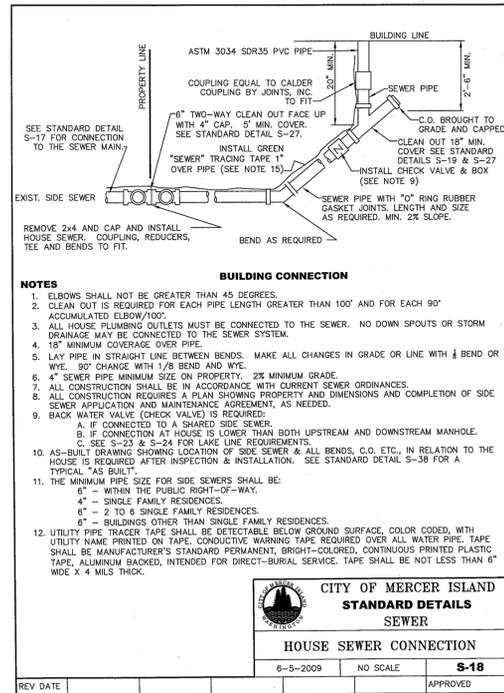 BUILDING LINE
PROPERTY LINE
ASTM 3034 SDR35 PVC PIPE
20" MIN.
2'-6" MIN.
COUPLING EQUAL TO CALDER
COUPLING BY JOINTS, INC.
TO FIT
SEWER PIPE
6" TWO-WAY CLEAN OUT FACE UP
WITH 4" CAP. 5' MIN. COVER.
SEE STANDARD DETAIL S-27.
C.O. BROUGHT TO
GRADE AND CAPPED
SEE STANDARD DETAIL
S-17 FOR CONNECTION
TO THE SEWER MAIN.
CLEAN OUT 18" MIN.
COVER SEE STANDARD
DETAILS S-19 & S-27
INSTALL GREEN
"SEWER" TRACING TAPE 1"
OVER PIPE (SEE NOTE 15)
INSTALL CHECK VALVE & BOX
(SEE NOTE 9)
EXIST. SIDE SEWER
SEWER PIPE WITH "O" RING RUBBER
GASKET JOINTS. LENGTH AND SIZE
AS REQUIRED. MIN. 2% SLOPE.
REMOVE 2x4 AND CAP AND INSTALL
HOUSE SEWER. COUPLING, REDUCERS,
TEE AND BENDS TO FIT.
BEND AS REQUIRED
BUILDING CONNECTION
NOTES
1. ELBOWS SHALL NOT BE GREATER THAN 45 DEGREES.
2. CLEAN OUT IS REQUIRED FOR EACH PIPE LENGTH GREATER THAN 100' AND FOR EACH 90°
ACCUMULATED ELBOW/100'.
3. ALL HOUSE PLUMBING OUTLETS MUST BE CONNECTED TO THE SEWER. NO DOWN SPOUTS OR STORM
DRAINAGE MAY BE CONNECTED TO THE SEWER SYSTEM.
4. 18" MINIMUM COVERAGE OVER PIPE.
5. LAY PIPE IN STRAIGHT LINE BETWEEN BENDS. MAKE ALL CHANGES IN GRADE OR LINE WITH ⅛ BEND OR
WYE. 90° CHANGE WITH 1/8 BEND AND WYE.
6. 4" SEWER PIPE MINIMUM SIZE ON PROPERTY. 2% MINIMUM GRADE.
7. ALL CONSTRUCTION SHALL BE IN ACCORDANCE WITH CURRENT SEWER ORDINANCES.
8. ALL CONSTRUCTION REQUIRES A PLAN SHOWING PROPERTY AND DIMENSIONS AND COMPLETION OF SIDE
SEWER APPLICATION AND MAINTENANCE AGREEMENT, AS NEEDED.
9. BACK WATER VALVE (CHECK VALVE) IS REQUIRED:
A. IF CONNECTED TO A SHARED SIDE SEWER.
B. IF CONNECTION AT HOUSE IS LOWER THAN BOTH UPSTREAM AND DOWNSTREAM MANHOLE.
C. SEE S-23 & S-24 FOR LAKE LINE REQUIREMENTS.
10. AS-BUILT DRAWING SHOWING LOCATION OF SIDE SEWER & ALL BENDS, C.O. ETC., IN RELATION TO THE
HOUSE IS REQUIRED AFTER INSPECTION & INSTALLATION. SEE STANDARD DETAIL S-38 FOR A
TYPICAL "AS BUILT".
11. THE MINIMUM PIPE SIZE FOR SIDE SEWERS SHALL BE:
6" – WITHIN THE PUBLIC RIGHT-OF-WAY.
4" – SINGLE FAMILY RESIDENCES.
6" – 2 TO 6 SINGLE FAMILY RESIDENCES.
6" – BUILDINGS OTHER THAN SINGLE FAMILY RESIDENCES.
12. UTILITY PIPE TRACER TAPE SHALL BE DETECTABLE BELOW GROUND SURFACE, COLOR CODED, WITH
UTILITY NAME PRINTED ON TAPE. CONDUCTIVE WARNING TAPE REQUIRED OVER ALL WATER PIPE. TAPE
SHALL BE MANUFACTURER'S STANDARD PERMANENT, BRIGHT-COLORED, CONTINUOUS PRINTED PLASTIC
TAPE, ALUMINUM BACKED, INTENDED FOR DIRECT-BURIAL SERVICE. TAPE SHALL BE NOT LESS THAN 6"
WIDE X 4 MILS THICK.
CITY OF MERCER ISLAND
WASHINGTON
CITY OF MERCER ISLAND
STANDARD DETAILS
SEWER
HOUSE SEWER CONNECTION
6-5-2009 NO SCALE S-18
REV DATE APPROVED